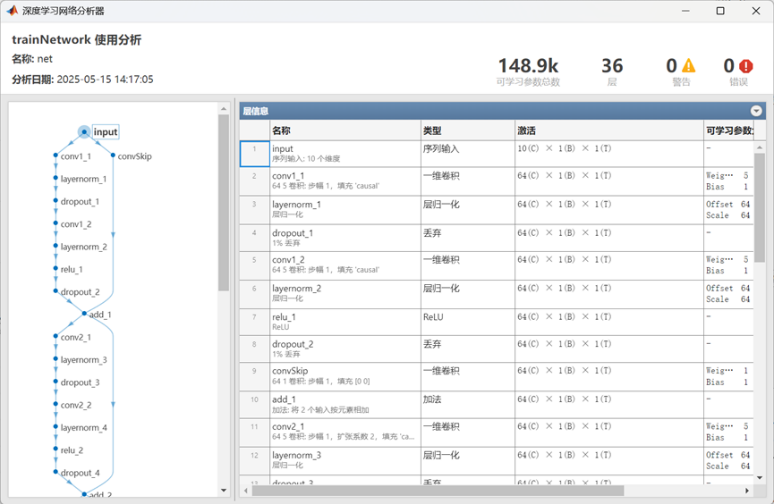 深度学习网络分析器
trainNetwork 使用分析
名称: net
分析日期: 2025-05-15 14:17:05
148.9k
可学习参数总数
36
层
0
警告
0
错误
input
conv1_1
convSkip
layernorm_1
dropout_1
conv1_2
layernorm_2
relu_1
dropout_2
add_1
conv2_1
layernorm_3
dropout_3
conv2_2
layernorm_4
relu_2
dropout_4
add_2
层信息
名称 类型 激活 可学习参数
1 input 序列输入 10(C) × 1(B) × 1(T) -
序列输入: 10 个维度
2 conv1_1 一维卷积 64(C) × 1(B) × 1(T) Weig… 5
64 5 卷积: 步幅 1，填充 'causal' Bias 1
3 layernorm_1 层归一化 64(C) × 1(B) × 1(T) Offset 64
层归一化 Scale 64
4 dropout_1 丢弃 64(C) × 1(B) × 1(T) -
1% 丢弃
5 conv1_2 一维卷积 64(C) × 1(B) × 1(T) Weig… 5
64 5 卷积: 步幅 1，填充 'causal' Bias 1
6 layernorm_2 层归一化 64(C) × 1(B) × 1(T) Offset 64
层归一化 Scale 64
7 relu_1 ReLU 64(C) × 1(B) × 1(T) -
ReLU
8 dropout_2 丢弃 64(C) × 1(B) × 1(T) -
1% 丢弃
9 convSkip 一维卷积 64(C) × 1(B) × 1(T) Weig… 1
64 1 卷积: 步幅 1，填充 [0 0] Bias 1
10 add_1 加法 64(C) × 1(B) × 1(T) -
加法: 将 2 个输入按元素相加
11 conv2_1 一维卷积 64(C) × 1(B) × 1(T) Weig… 5
64 5 卷积: 步幅 1，扩张系数 2，填充 'ca... Bias 1
12 layernorm_3 层归一化 64(C) × 1(B) × 1(T) Offset 64
层归一化 Scale 64
13 dropout_3 丢弃 64(C) × 1(B) × 1(T) -